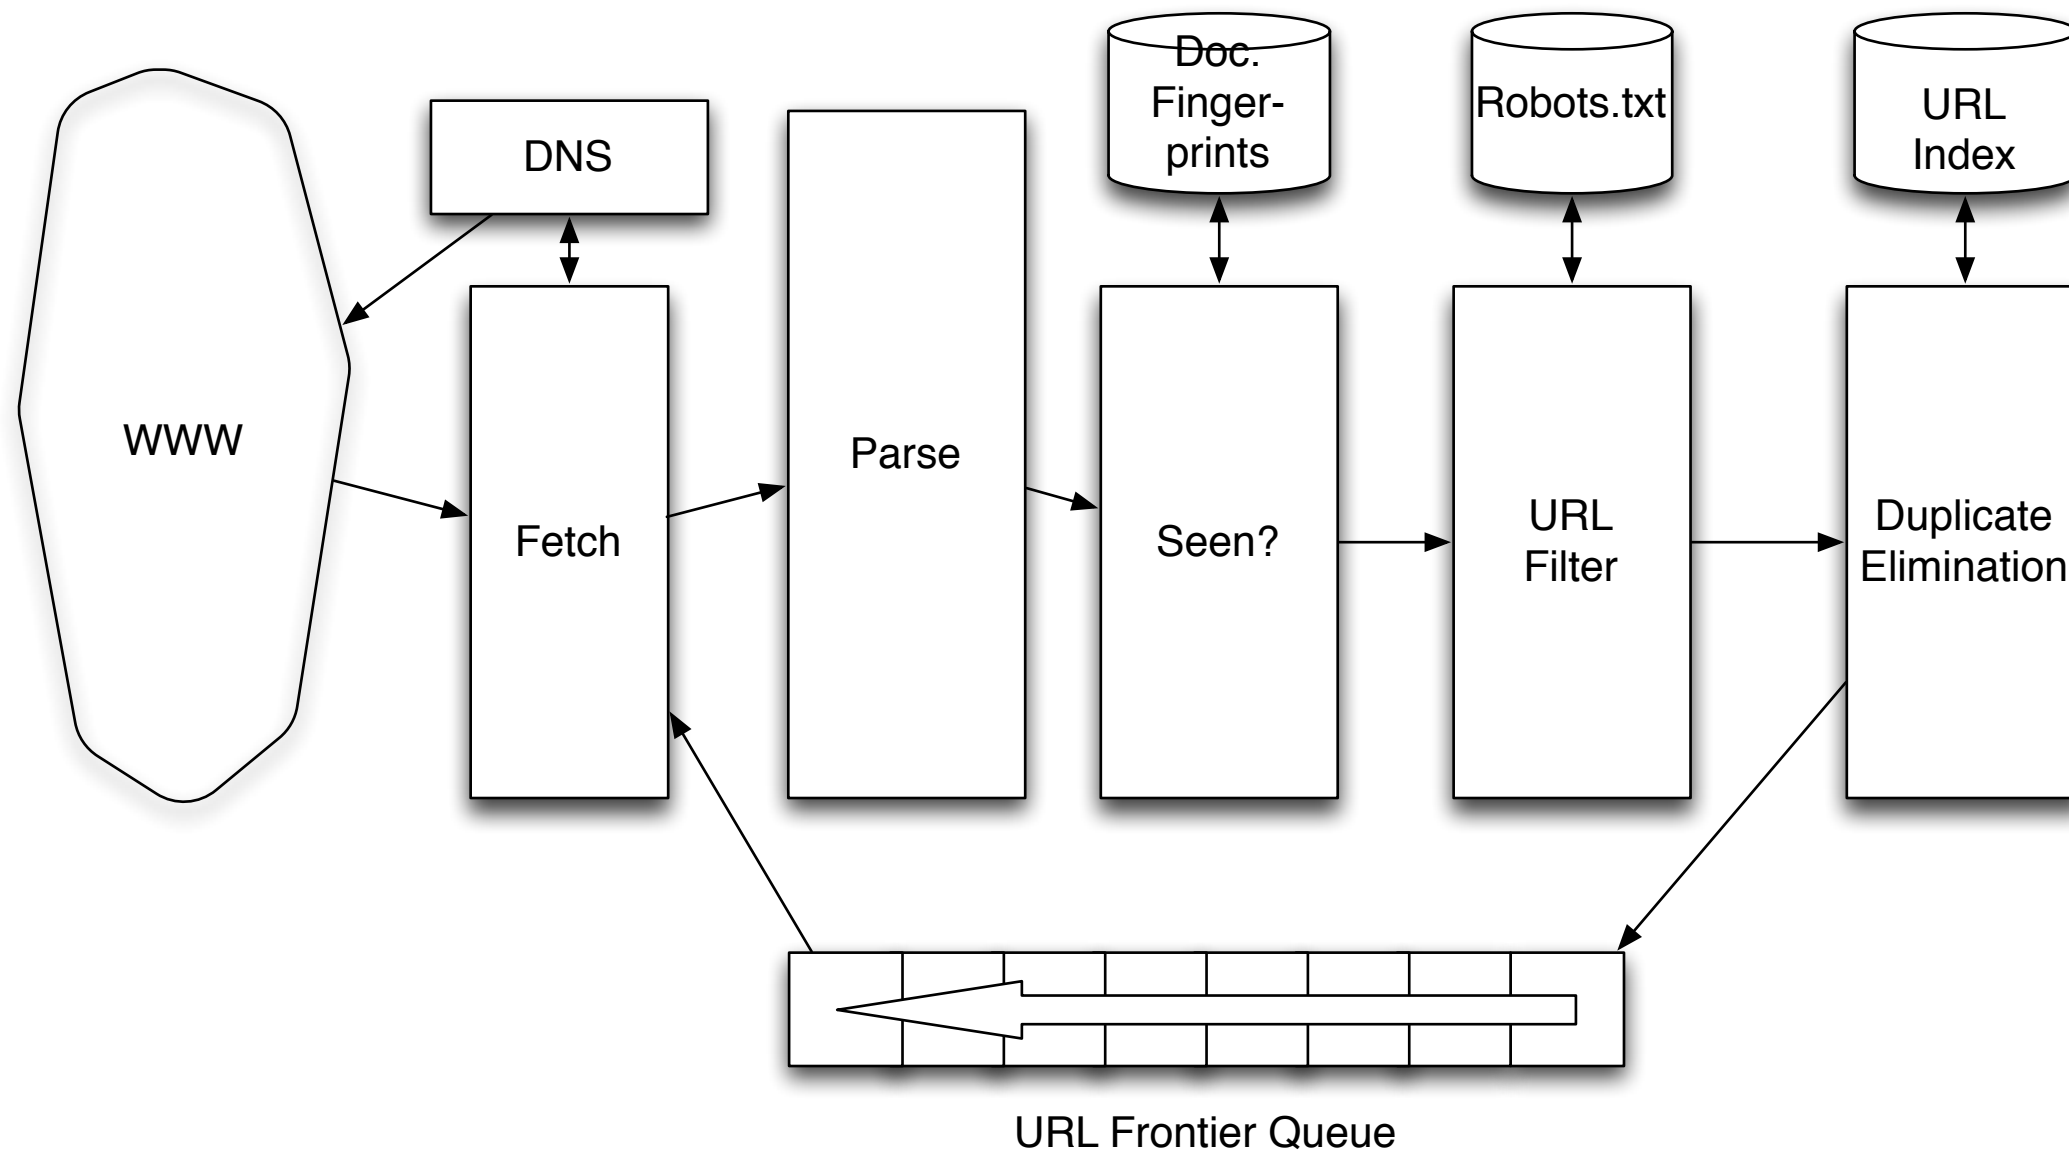 Doc.
Finger-
prints
Robots.txt
URL
Index
DNS
WWW
Parse
Fetch
Seen?
URL
Filter
Duplicate
Elimination
URL Frontier Queue